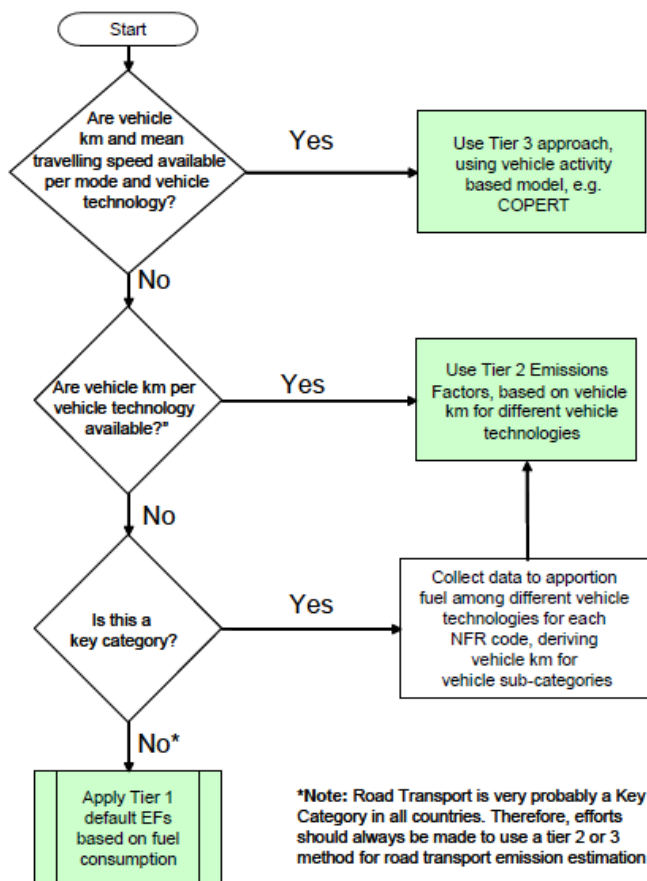 Start
Are vehicle
km and mean
travelling speed available
per mode and vehicle
technology?
Yes
Use Tier 3 approach,
using vehicle activity
based model, e.g.
COPERT
No
Are vehicle km per
vehicle technology
available?"
Yes
Use Tier 2 Emissions
Factors, based on vehicle
km for different vehicle
technologies
No
Is this a
key category?
Yes
Collect data to apportion
fuel among different vehicle
technologies for each
NFR code, deriving
vehicle km for
vehicle sub-categories
No*
Apply Tier 1
default EFs
based on fuel
consumption
*Note: Road Transport is very probably a Key
Category in all countries. Therefore, efforts
should always be made to use a tier 2 or 3
method for road transport emission estimation